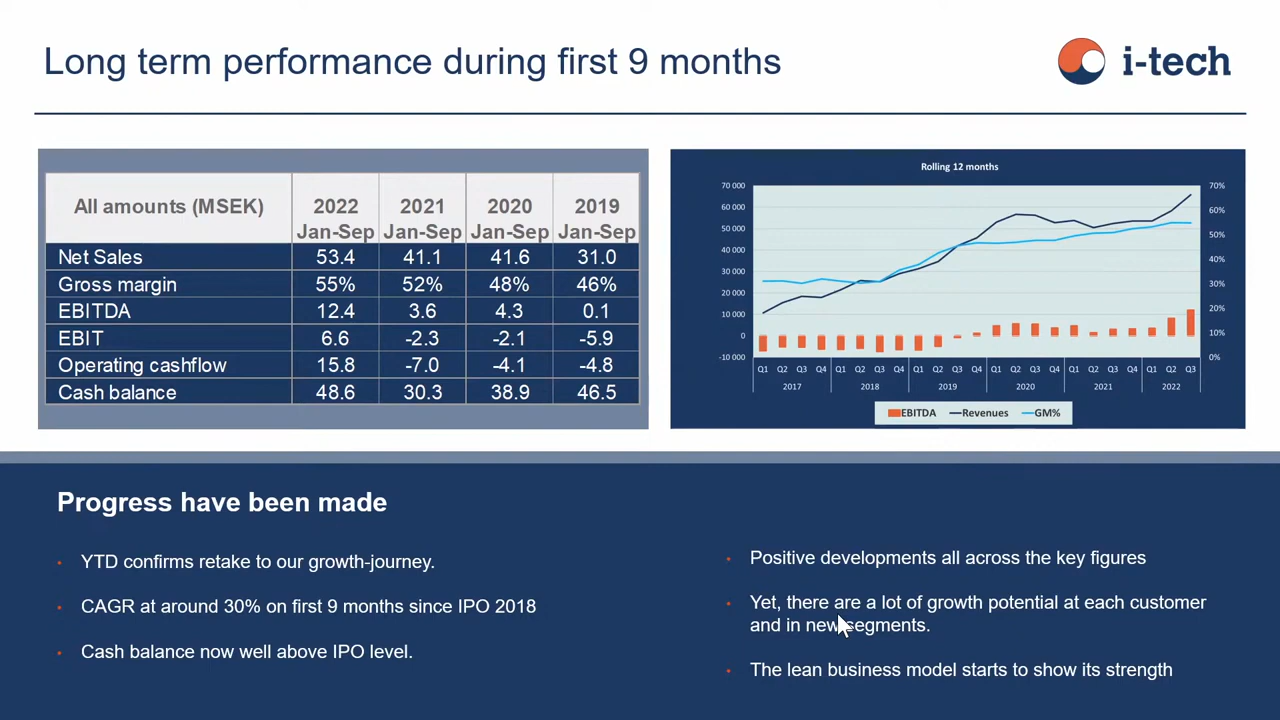 Long term performance during first 9 months
i-tech
All amounts (MSEK) 2022 2021 2020 2019
Jan-Sep Jan-Sep Jan-Sep Jan-Sep
Net Sales 53.4 41.1 41.6 31.0
Gross margin 55% 52% 48% 46%
EBITDA 12.4 3.6 4.3 0.1
EBIT 6.6 -2.3 -2.1 -5.9
Operating cashflow 15.8 -7.0 -4.1 -4.8
Cash balance 48.6 30.3 38.9 46.5
Rolling 12 months
70 000 70%
60 000 60%
50 000 50%
40 000 40%
30 000 30%
20 000 20%
10 000 10%
0
-10 000 0%
Q1 Q2 Q3 Q4 Q1 Q2 Q3 Q4 Q1 Q2 Q3 Q4 Q1 Q2 Q3 Q4 Q1 Q2 Q3 Q4 Q1 Q2 Q3
2017 2018 2019 2020 2021 2022
EBITDA Revenues GM%
Progress have been made
YTD confirms retake to our growth-journey.
CAGR at around 30% on first 9 months since IPO 2018
Cash balance now well above IPO level.
Positive developments all across the key figures
Yet, there are a lot of growth potential at each customer
and in new segments.
The lean business model starts to show its strength